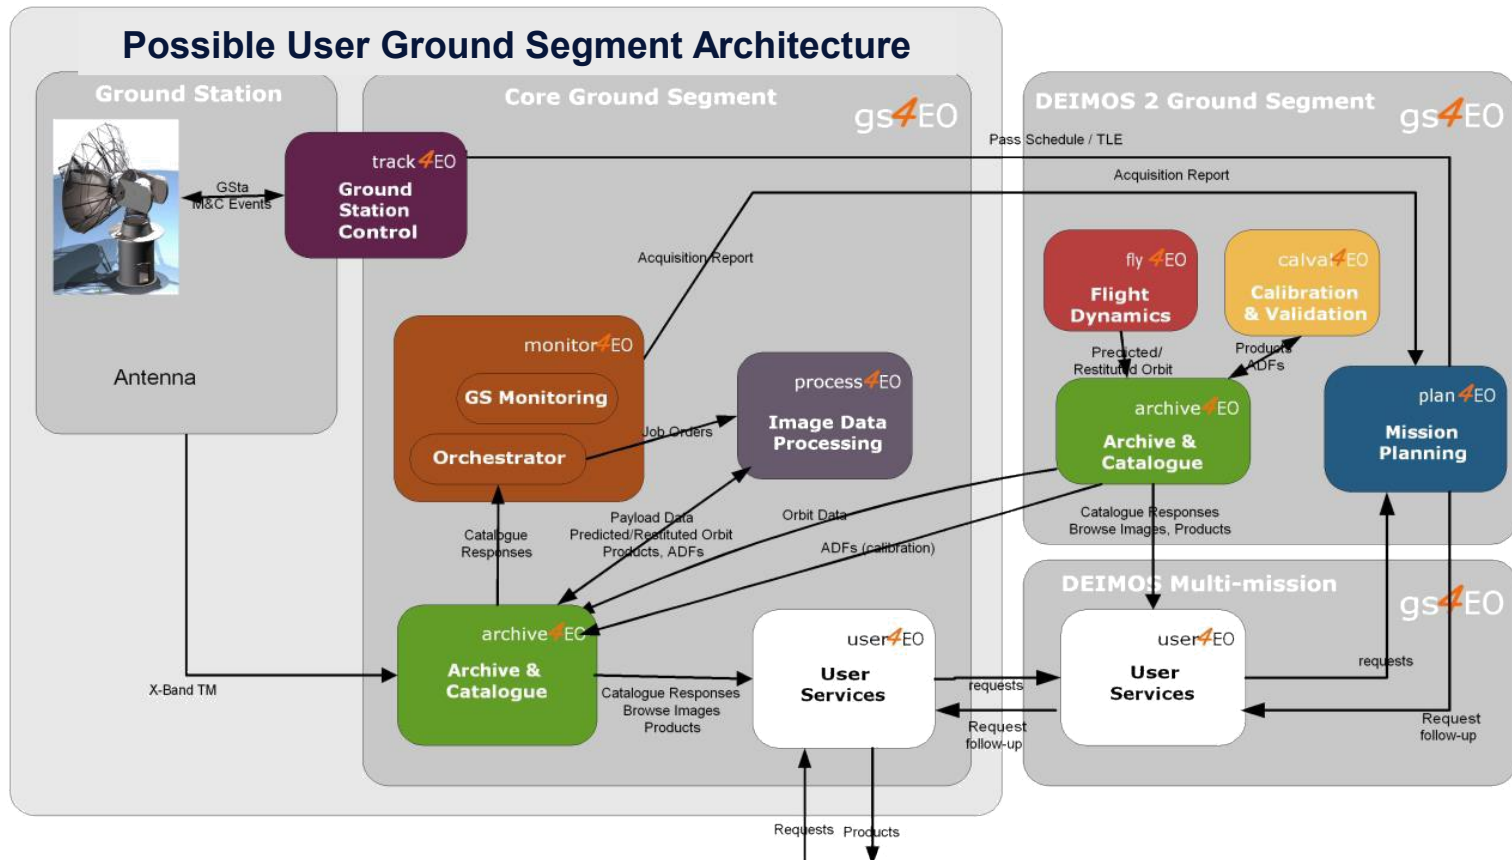 Possible User Ground Segment Architecture
Ground Station
Core Ground Segment
gs4EO
DEIMOS 2 Ground Segment
gs4EO
Pass Schedule / TLE
track4EO
Ground
Station
Control
GSta
M&C Events
Antenna
Acquisition Report
Acquisition Report
fly4EO
Flight
Dynamics
calval4EO
Calibration
& Validation
Predicted/
Restituted Orbit
Products
ADFs
monitor4EO
GS Monitoring
Orchestrator
Job Orders
process4EO
Image Data
Processing
archive4EO
Archive &
Catalogue
plan4EO
Mission
Planning
Catalogue
Responses
Payload Data
Predicted/Restituted Orbit
Products, ADFs
Orbit Data
ADFs (calibration)
Catalogue Responses
Browse Images, Products
DEIMOS Multi-mission
gs4EO
archive4EO
Archive &
Catalogue
X-Band TM
Catalogue Responses
Browse Images
Products
user4EO
User
Services
requests
Request
follow-up
user4EO
User
Services
requests
Request
follow-up
Requests
Products